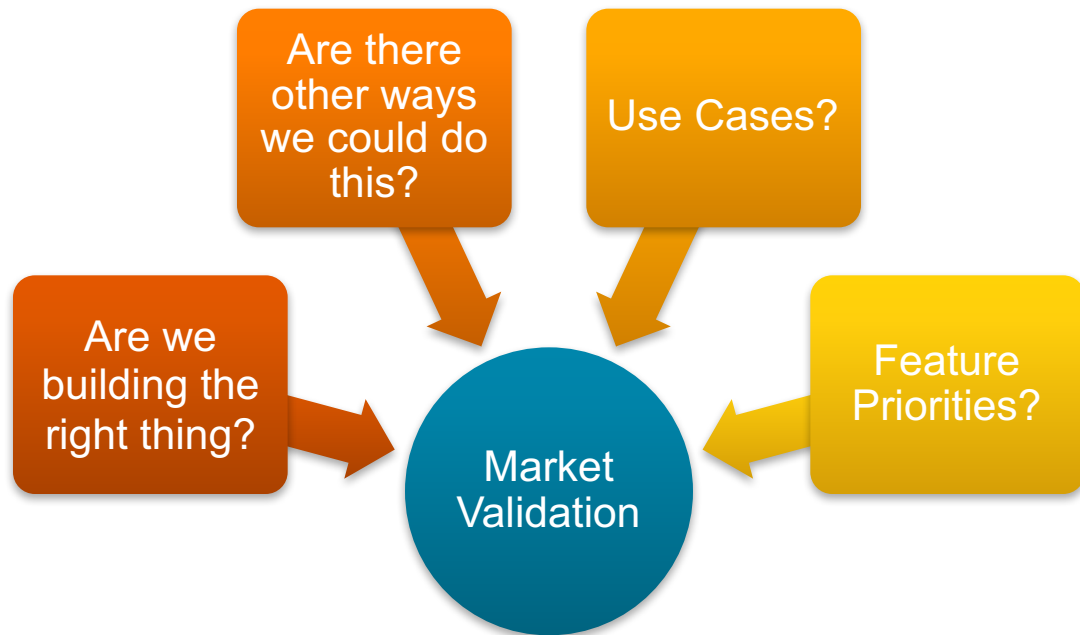 Are there
other ways
we could do
this?
Use Cases?
Are we
building the
right thing?
Feature
Priorities?
Market
Validation